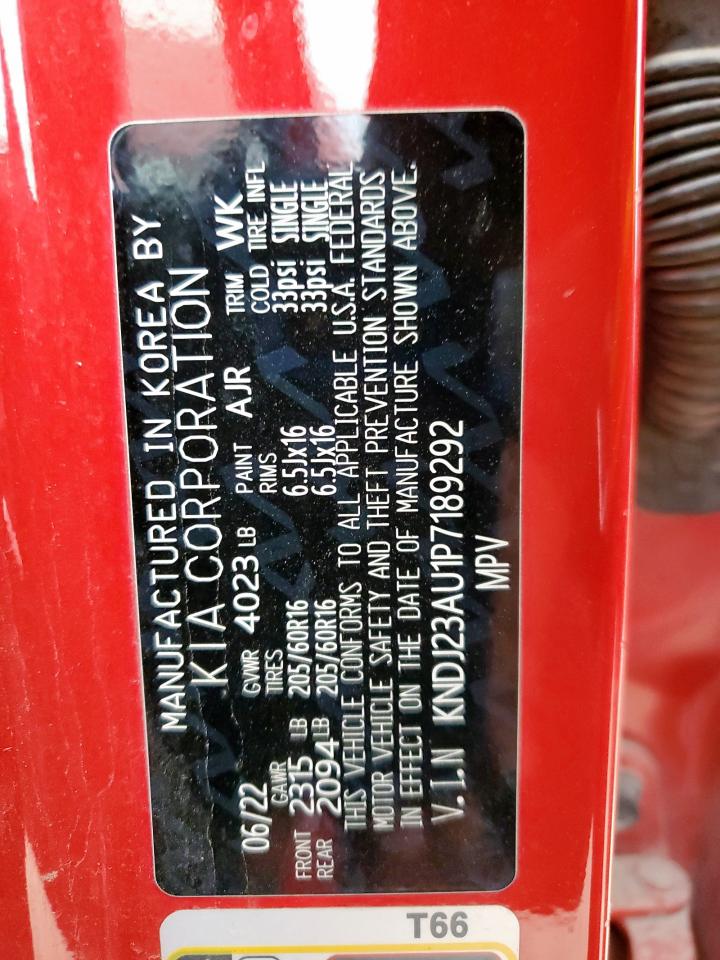 MANUFACTURED IN KOREA BY
KIA CORPORATION
06/22 GVWR 4023 LB PAINT AJR TRIM WK
GAWR TIRES RIMS COLD TIRE INFL
FRONT 2315 LB 205/60R16 6.5Jx16 33psi SINGLE
REAR 2094 LB 205/60R16 6.5Jx16 33psi SINGLE
THIS VEHICLE CONFORMS TO ALL APPLICABLE U.S.A. FEDERAL
MOTOR VEHICLE SAFETY AND THEFT PREVENTION STANDARDS
IN EFFECT ON THE DATE OF MANUFACTURE SHOWN ABOVE.
V.I.N KNDJ23AU1P7189292
MPV
T66